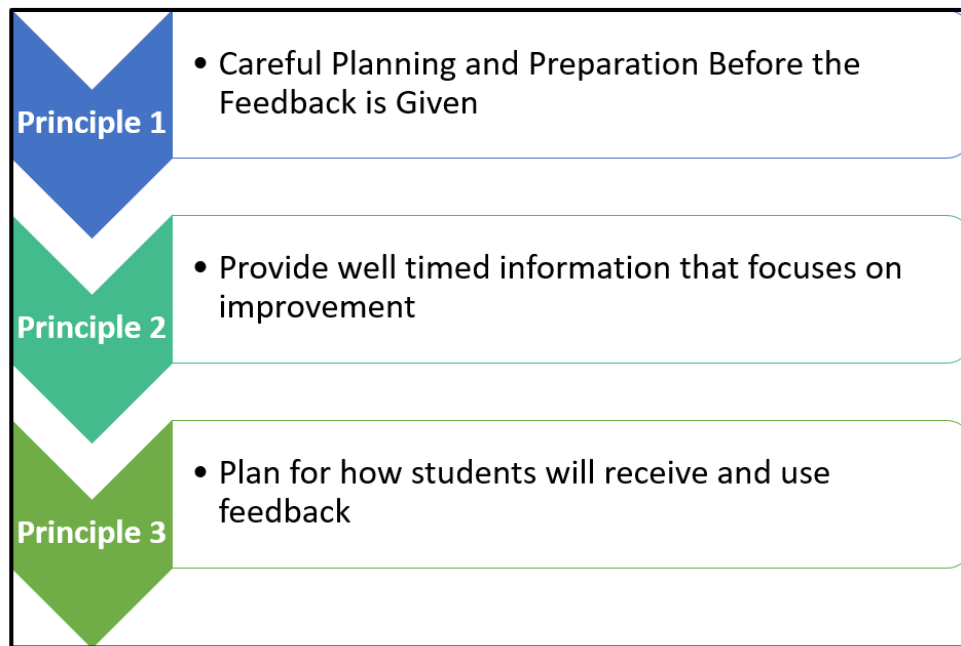 Principle 1
• Careful Planning and Preparation Before the
Feedback is Given
Principle 2
• Provide well timed information that focuses on
improvement
Principle 3
• Plan for how students will receive and use
feedback